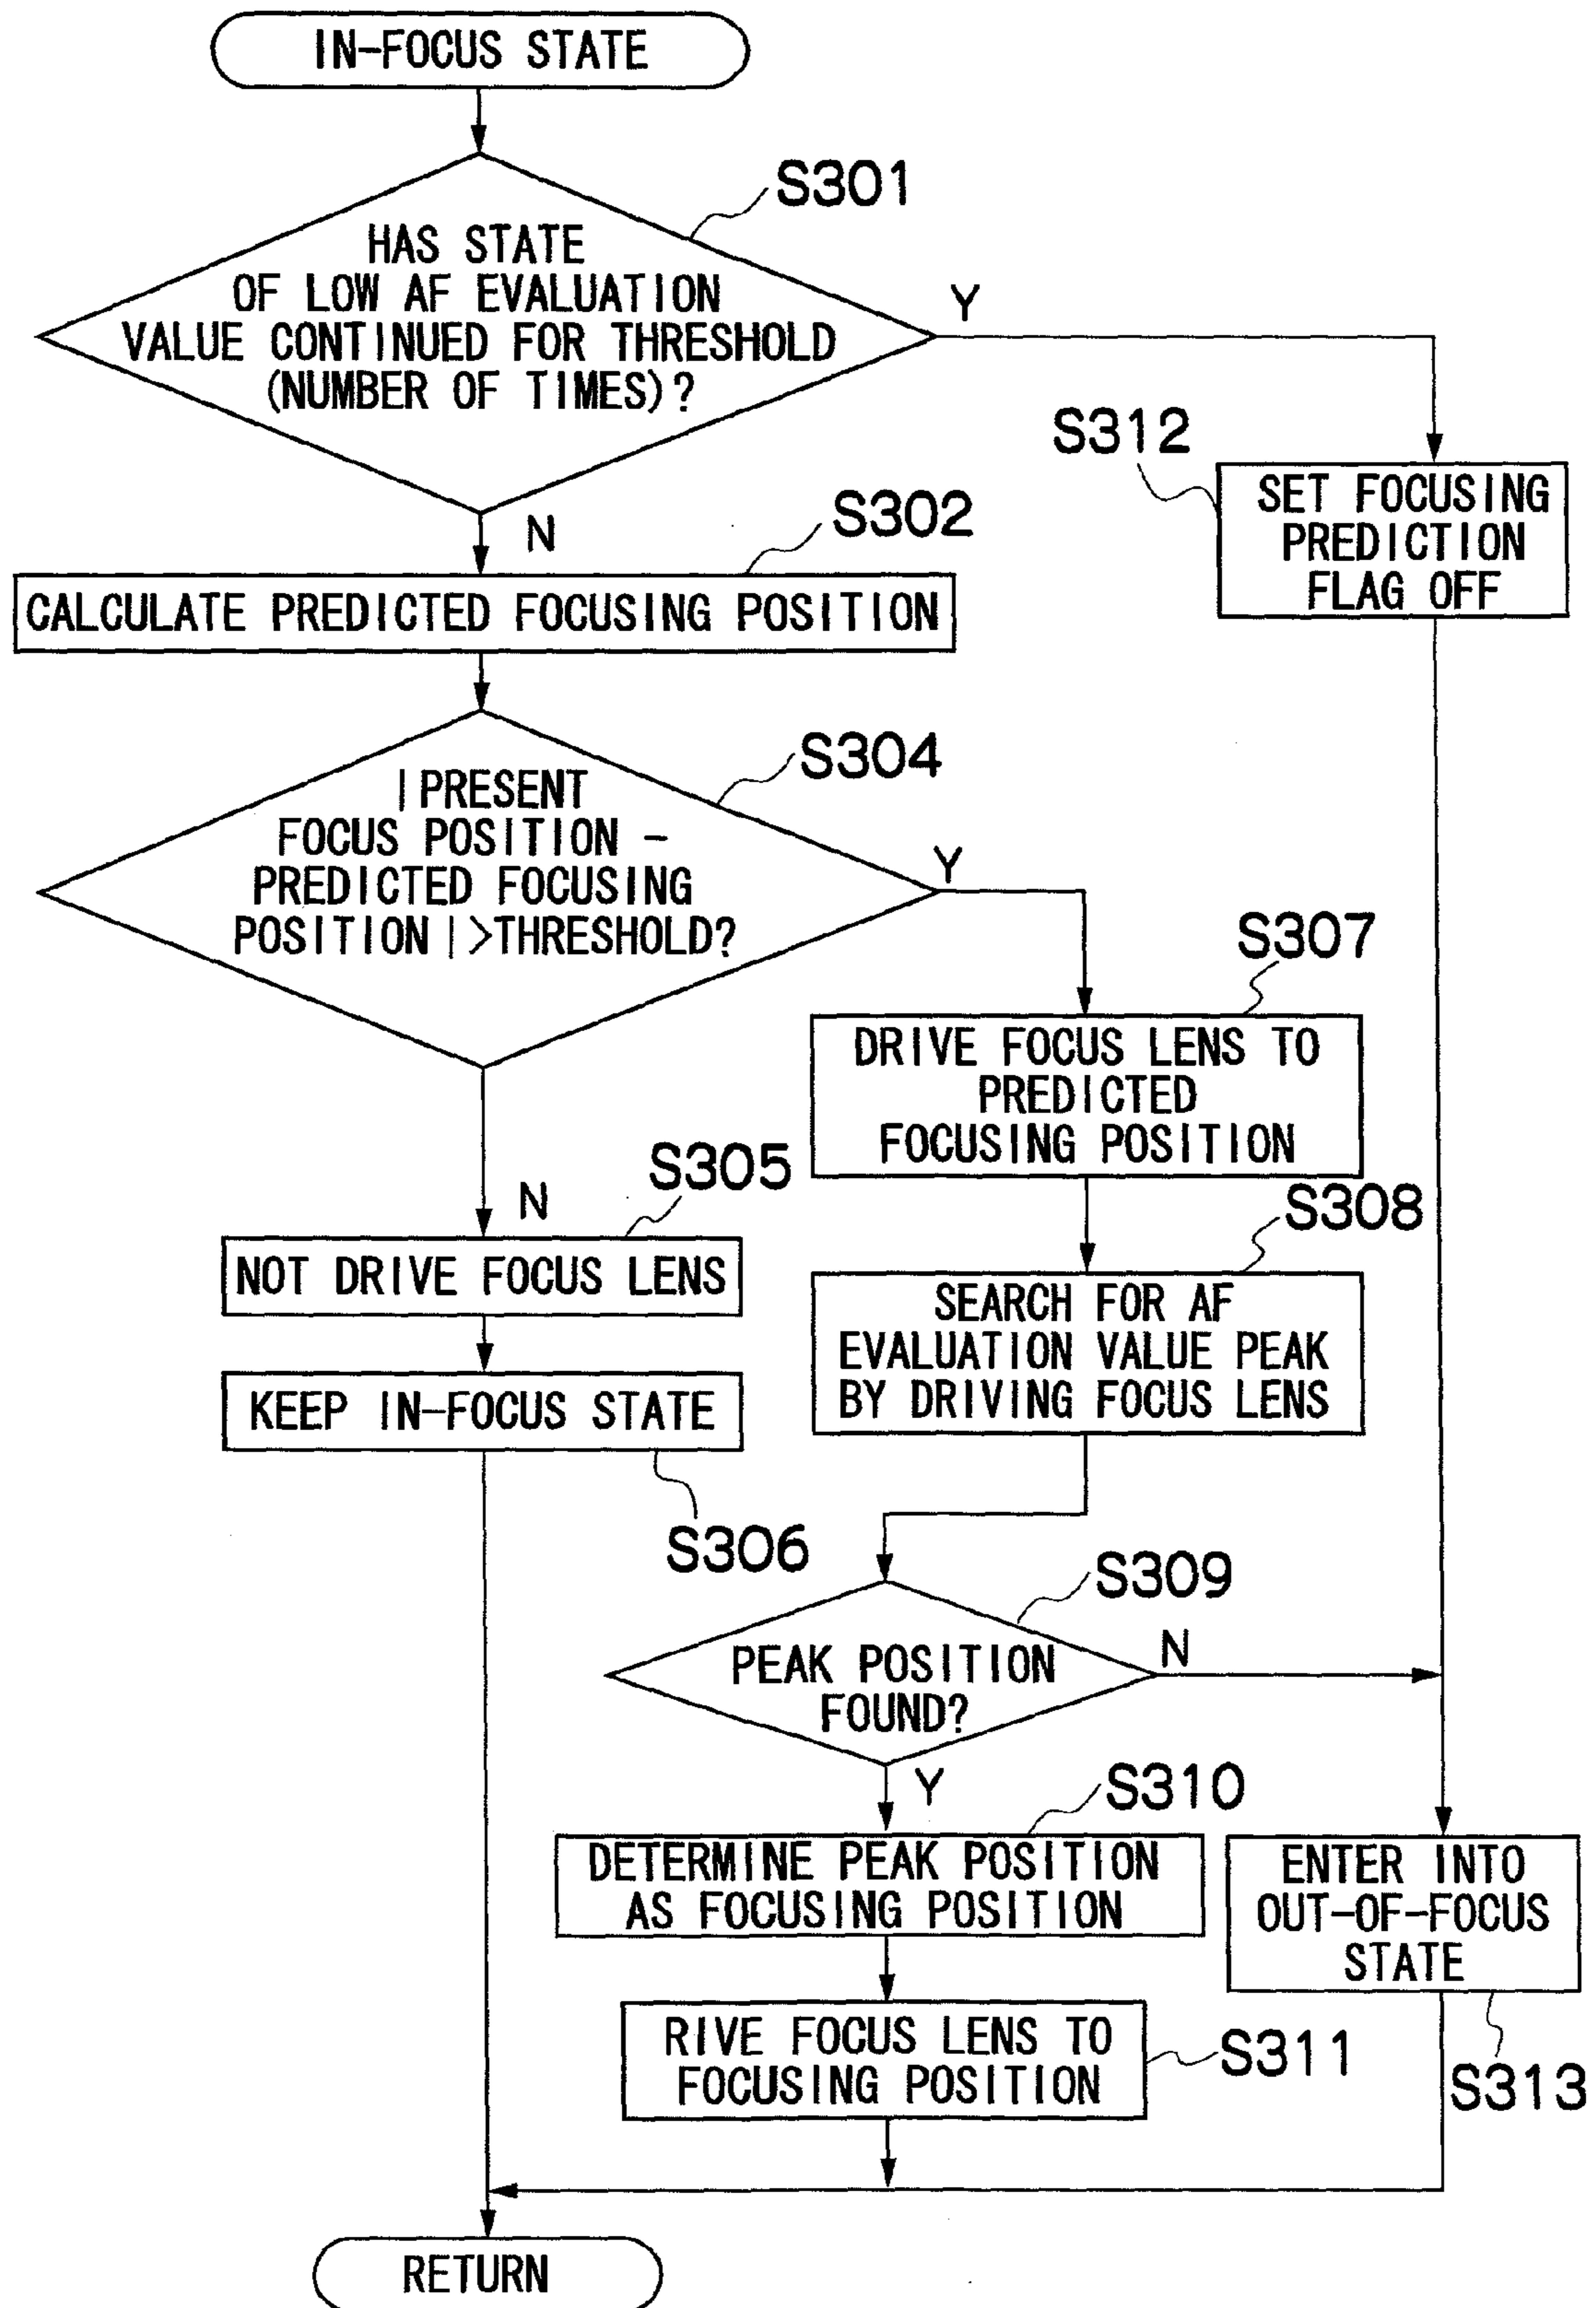 IN-FOCUS STATE
S301
HAS STATE
OF LOW AF EVALUATION
VALUE CONTINUED FOR THRESHOLD
(NUMBER OF TIMES)?
Y
S312
SET FOCUSING
PREDICTION
FLAG OFF
N
S302
CALCULATE PREDICTED FOCUSING POSITION
S304
|PRESENT
FOCUS POSITION -
PREDICTED FOCUSING
POSITION|>THRESHOLD?
Y
S307
DRIVE FOCUS LENS TO
PREDICTED
FOCUSING POSITION
N
S305
NOT DRIVE FOCUS LENS
S308
SEARCH FOR AF
EVALUATION VALUE PEAK
BY DRIVING FOCUS LENS
KEEP IN-FOCUS STATE
S306
S309
PEAK POSITION
FOUND?
N
Y
S310
DETERMINE PEAK POSITION
AS FOCUSING POSITION
ENTER INTO
OUT-OF-FOCUS
STATE
RIVE FOCUS LENS TO
FOCUSING POSITION
S311
S313
RETURN